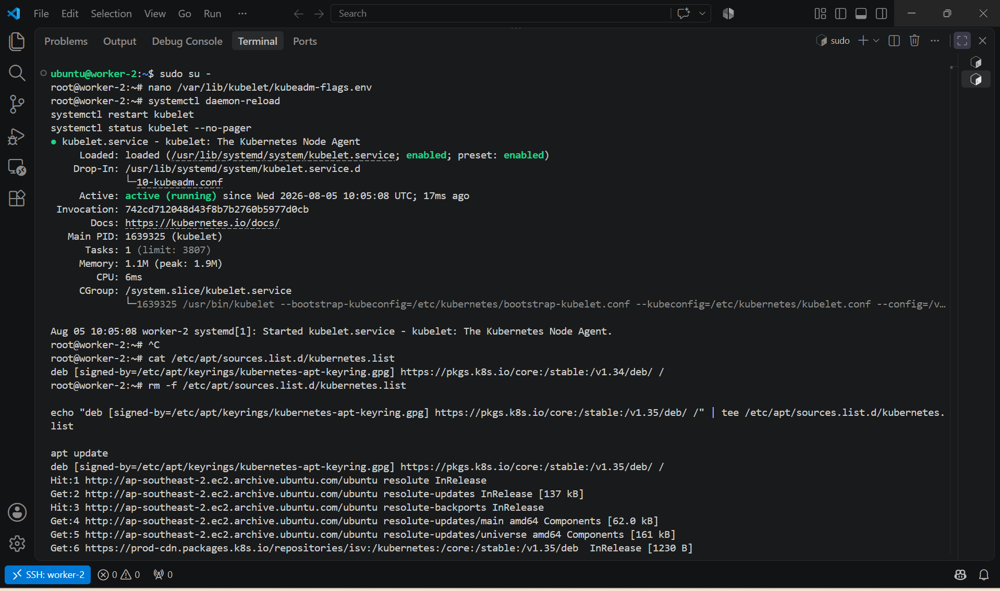 File Edit Selection View Go Run ··· Search
Problems Output Debug Console Terminal Ports sudo
ubuntu@worker-2:~$ sudo su -
root@worker-2:~# nano /var/lib/kubelet/kubeadm-flags.env
root@worker-2:~# systemctl daemon-reload
systemctl restart kubelet
systemctl status kubelet --no-pager
● kubelet.service - kubelet: The Kubernetes Node Agent
Loaded: loaded (/usr/lib/systemd/system/kubelet.service; enabled; preset: enabled)
Drop-In: /usr/lib/systemd/system/kubelet.service.d
└─10-kubeadm.conf
Active: active (running) since Wed 2026-08-05 10:05:08 UTC; 17ms ago
Invocation: 742cd712048d43f8b7b2760b5977d0cb
Docs: https://kubernetes.io/docs/
Main PID: 1639325 (kubelet)
Tasks: 1 (limit: 3807)
Memory: 1.1M (peak: 1.9M)
CPU: 6ms
CGroup: /system.slice/kubelet.service
└─1639325 /usr/bin/kubelet --bootstrap-kubeconfig=/etc/kubernetes/bootstrap-kubelet.conf --kubeconfig=/etc/kubernetes/kubelet.conf --config=/v…
Aug 05 10:05:08 worker-2 systemd[1]: Started kubelet.service - kubelet: The Kubernetes Node Agent.
root@worker-2:~# ^C
root@worker-2:~# cat /etc/apt/sources.list.d/kubernetes.list
deb [signed-by=/etc/apt/keyrings/kubernetes-apt-keyring.gpg] https://pkgs.k8s.io/core:/stable:/v1.34/deb/ /
root@worker-2:~# rm -f /etc/apt/sources.list.d/kubernetes.list
echo "deb [signed-by=/etc/apt/keyrings/kubernetes-apt-keyring.gpg] https://pkgs.k8s.io/core:/stable:/v1.35/deb/ /" | tee /etc/apt/sources.list.d/kubernetes.
list
apt update
deb [signed-by=/etc/apt/keyrings/kubernetes-apt-keyring.gpg] https://pkgs.k8s.io/core:/stable:/v1.35/deb/ /
Hit:1 http://ap-southeast-2.ec2.archive.ubuntu.com/ubuntu resolute InRelease
Get:2 http://ap-southeast-2.ec2.archive.ubuntu.com/ubuntu resolute-updates InRelease [137 kB]
Hit:3 http://ap-southeast-2.ec2.archive.ubuntu.com/ubuntu resolute-backports InRelease
Get:4 http://ap-southeast-2.ec2.archive.ubuntu.com/ubuntu resolute-updates/main amd64 Components [62.0 kB]
Get:5 http://ap-southeast-2.ec2.archive.ubuntu.com/ubuntu resolute-updates/universe amd64 Components [161 kB]
Get:6 https://prod-cdn.packages.k8s.io/repositories/isv:/kubernetes:/core:/stable:/v1.35/deb  InRelease [1230 B]
SSH: worker-2 0 0 0